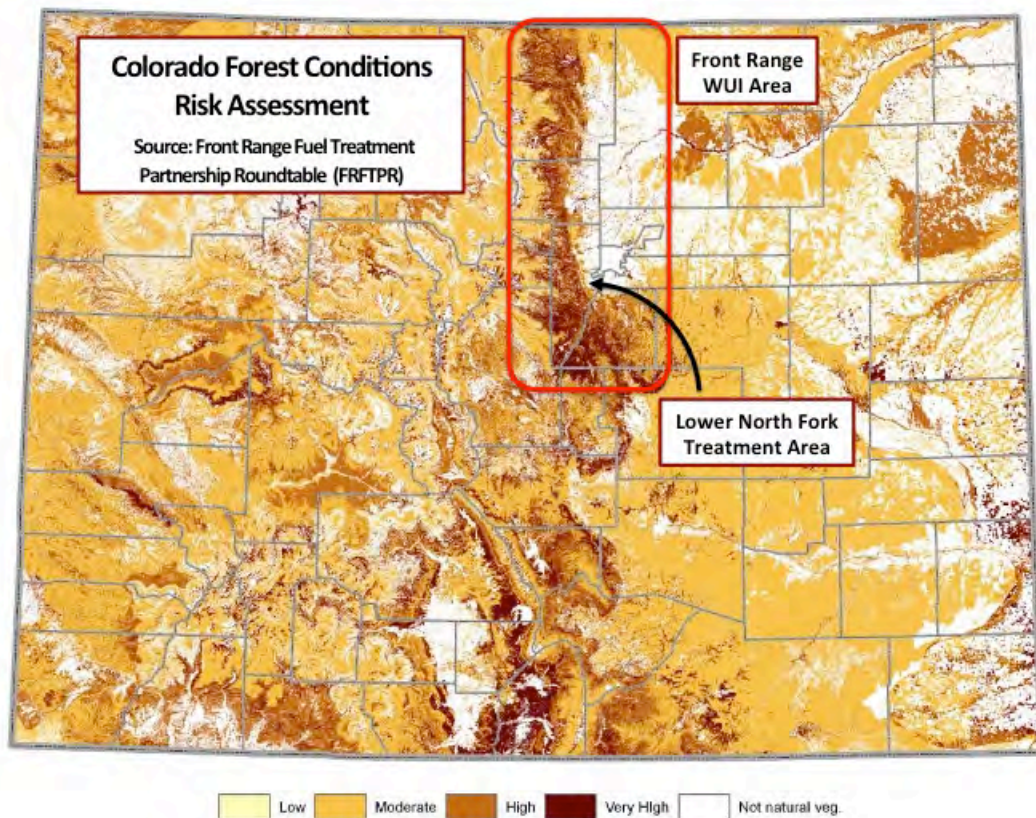 Colorado Forest Conditions
Risk Assessment
Source: Front Range Fuel Treatment
Partnership Roundtable (FRFTPR)
Front Range
WUI Area
Lower North Fork
Treatment Area
Low
Moderate
High
Very HIgh
Not natural veg.